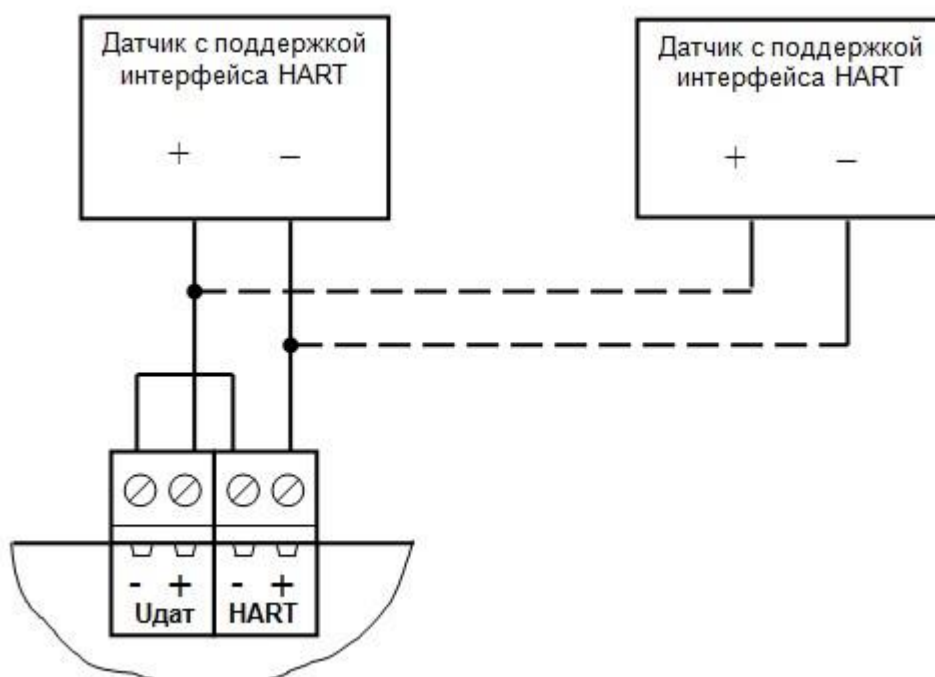 Датчик с поддержкой
интерфейса HART
+ –
Датчик с поддержкой
интерфейса HART
+ –
- + - +
Uдат HART